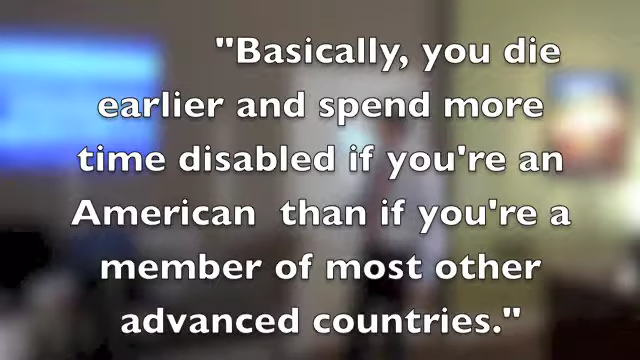 "Basically, you die
earlier and spend more
time disabled if you're an
American than if you're a
member of most other
advanced countries."